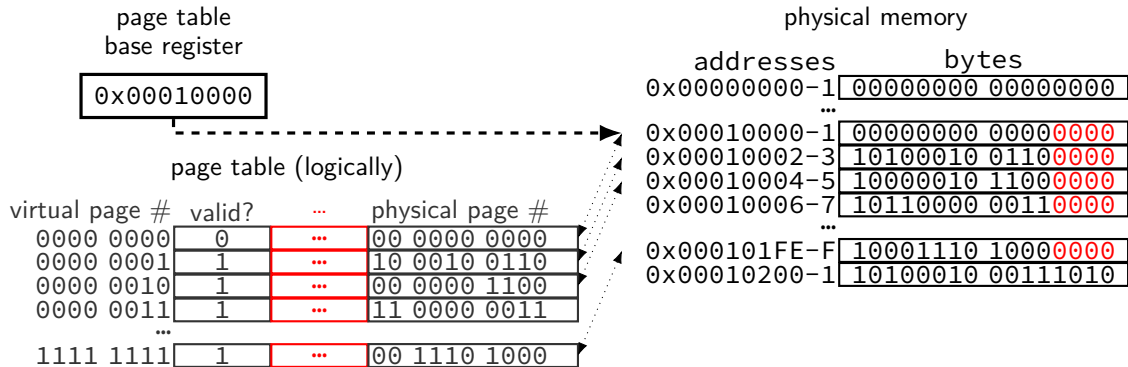 page table
base register
0x00010000
page table (logically)
virtual page # valid? ... physical page #
0000 0000 0 ... 00 0000 0000
0000 0001 1 ... 10 0010 0110
0000 0010 1 ... 00 0000 1100
0000 0011 1 ... 11 0000 0011
...
1111 1111 1 ... 00 1110 1000
physical memory
addresses bytes
0x00000000-1 00000000 00000000
...
0x00010000-1 00000000 00000000
0x00010002-3 10100010 01100000
0x00010004-5 10000010 11000000
0x00010006-7 10110000 00110000
...
0x000101FE-F 10001110 10000000
0x00010200-1 10100010 00111010